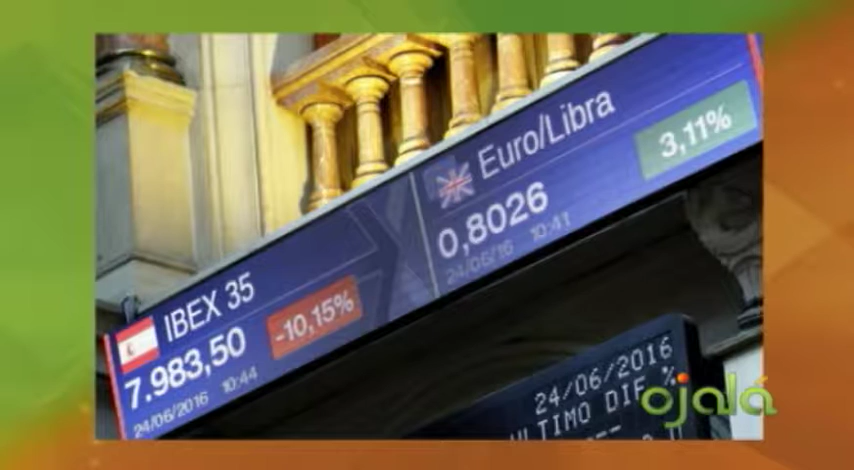 IBEX 35
7.983,50
-10,15%
24/06/2016 10:44
Euro/Libra
0,8026
3,11%
24/06/16 10:41
24/06/2016
ULTIMO DIF %
ojalá